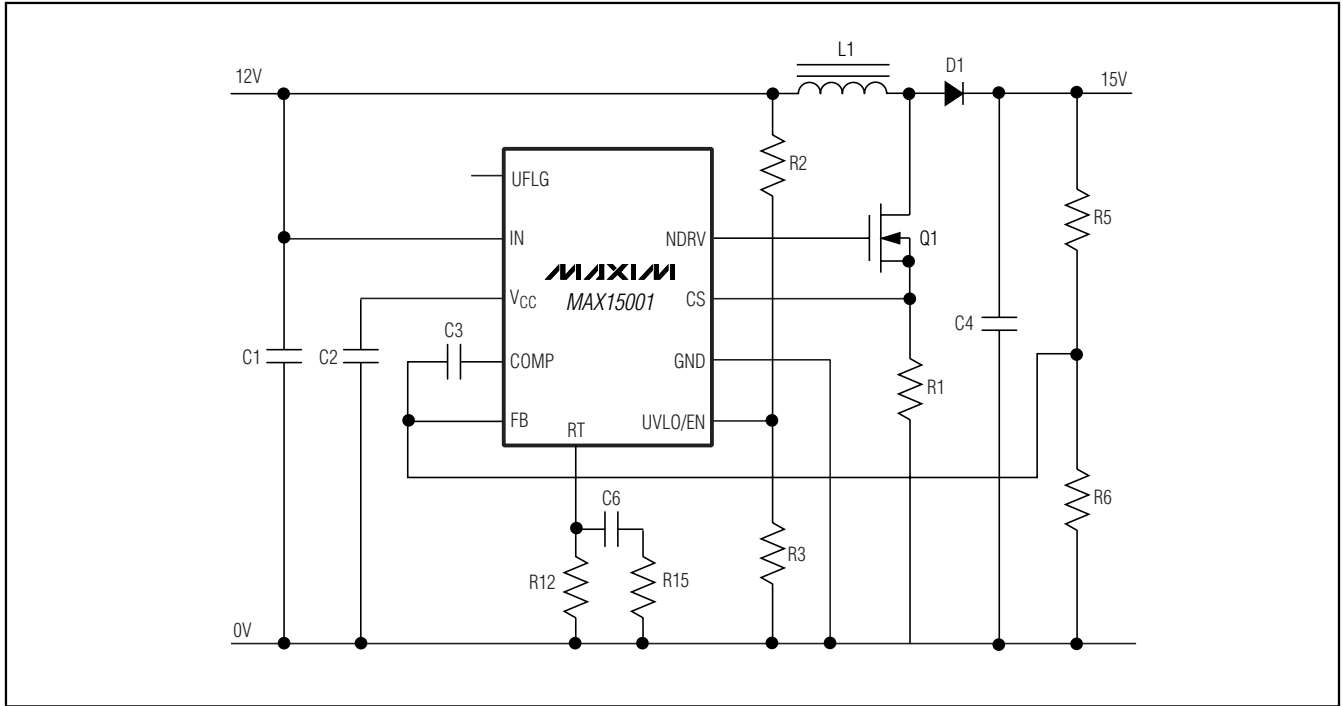 L1
D1
12V
15V
R2
UFLG
R5
IN
NDRV
Q1
MAXIM
VCC
MAX15001
CS
C3
C4
C1
C2
COMP
GND
R1
FB
RT
UVLO/EN
C6
R6
R12
R15
R3
0V